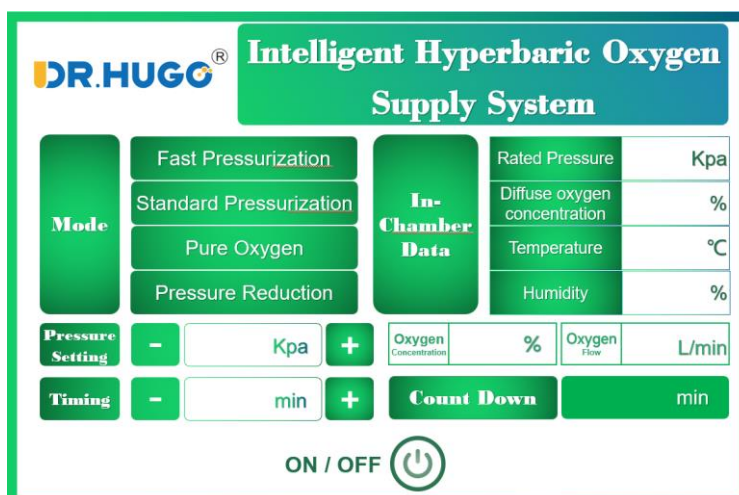 DR.HUGO®
Intelligent Hyperbaric Oxygen
Supply System
Mode
Fast Pressurization
Standard Pressurization
Pure Oxygen
Pressure Reduction
In-
Chamber
Data
Rated Pressure Kpa
Diffuse oxygen
concentration %
Temperature ℃
Humidity %
Pressure
Setting
- Kpa +
Oxygen
Concentration %
Oxygen
Flow L/min
Timing - min +
Count Down min
ON / OFF